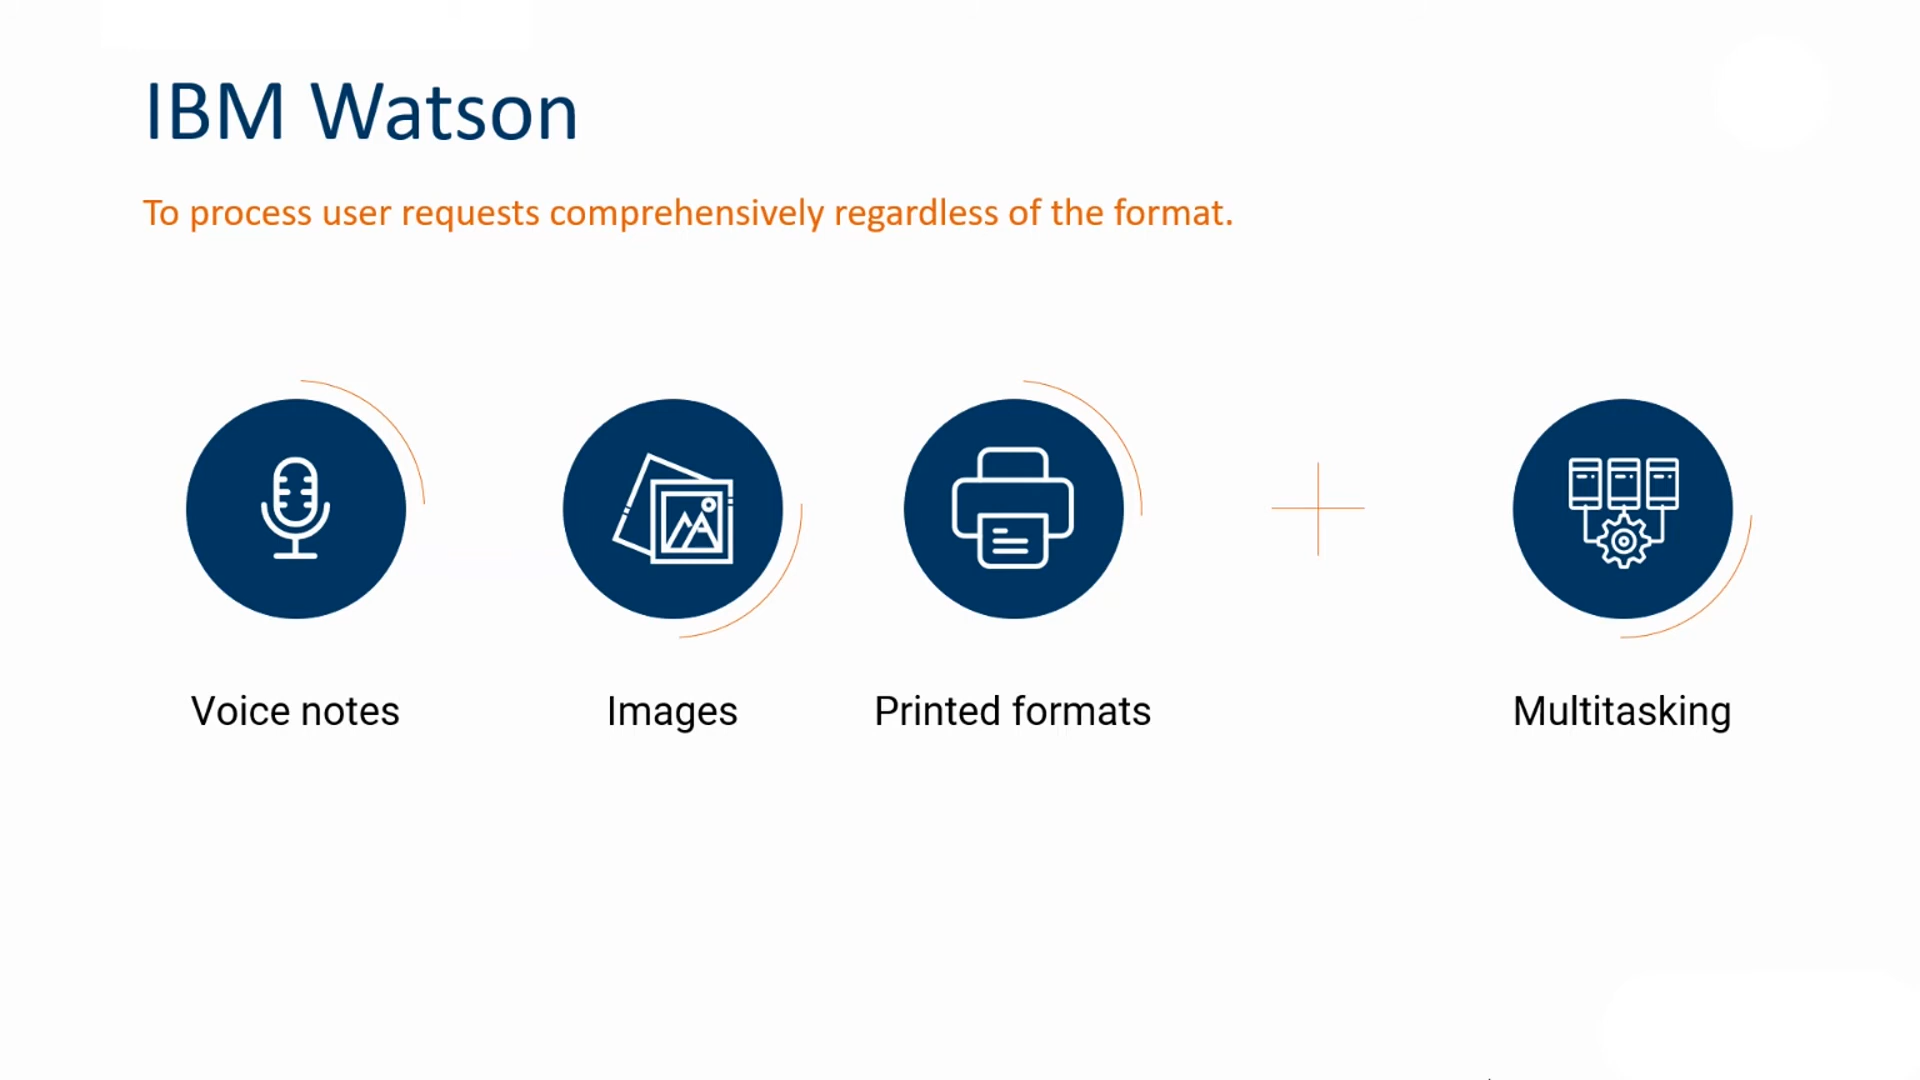 IBM Watson
To process user requests comprehensively regardless of the format.
Voice notes
Images
Printed formats
Multitasking